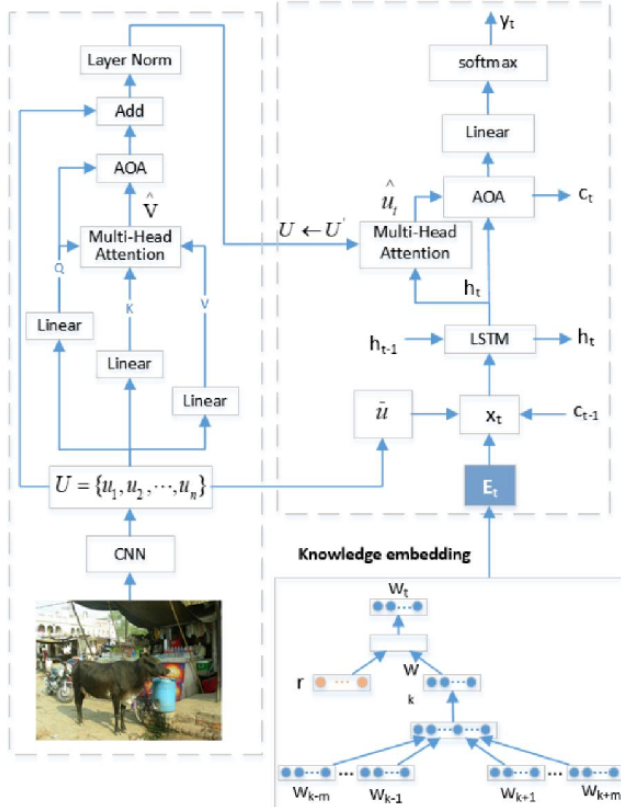 Layer Norm
Add
AOA
V̂
Multi-Head
Attention
Q
K
V
Linear
Linear
Linear
U = {u₁, u₂, ⋯, uₙ}
CNN
yₜ
softmax
Linear
AOA
cₜ
ûₜ
U ← U'
Multi-Head
Attention
hₜ
hₜ₋₁
LSTM
hₜ
ū
xₜ
cₜ₋₁
Eₜ
Knowledge embedding
Wₜ
r
W
k
Wₖ₋ₘ
Wₖ₋₁
Wₖ₊₁
Wₖ₊ₘ